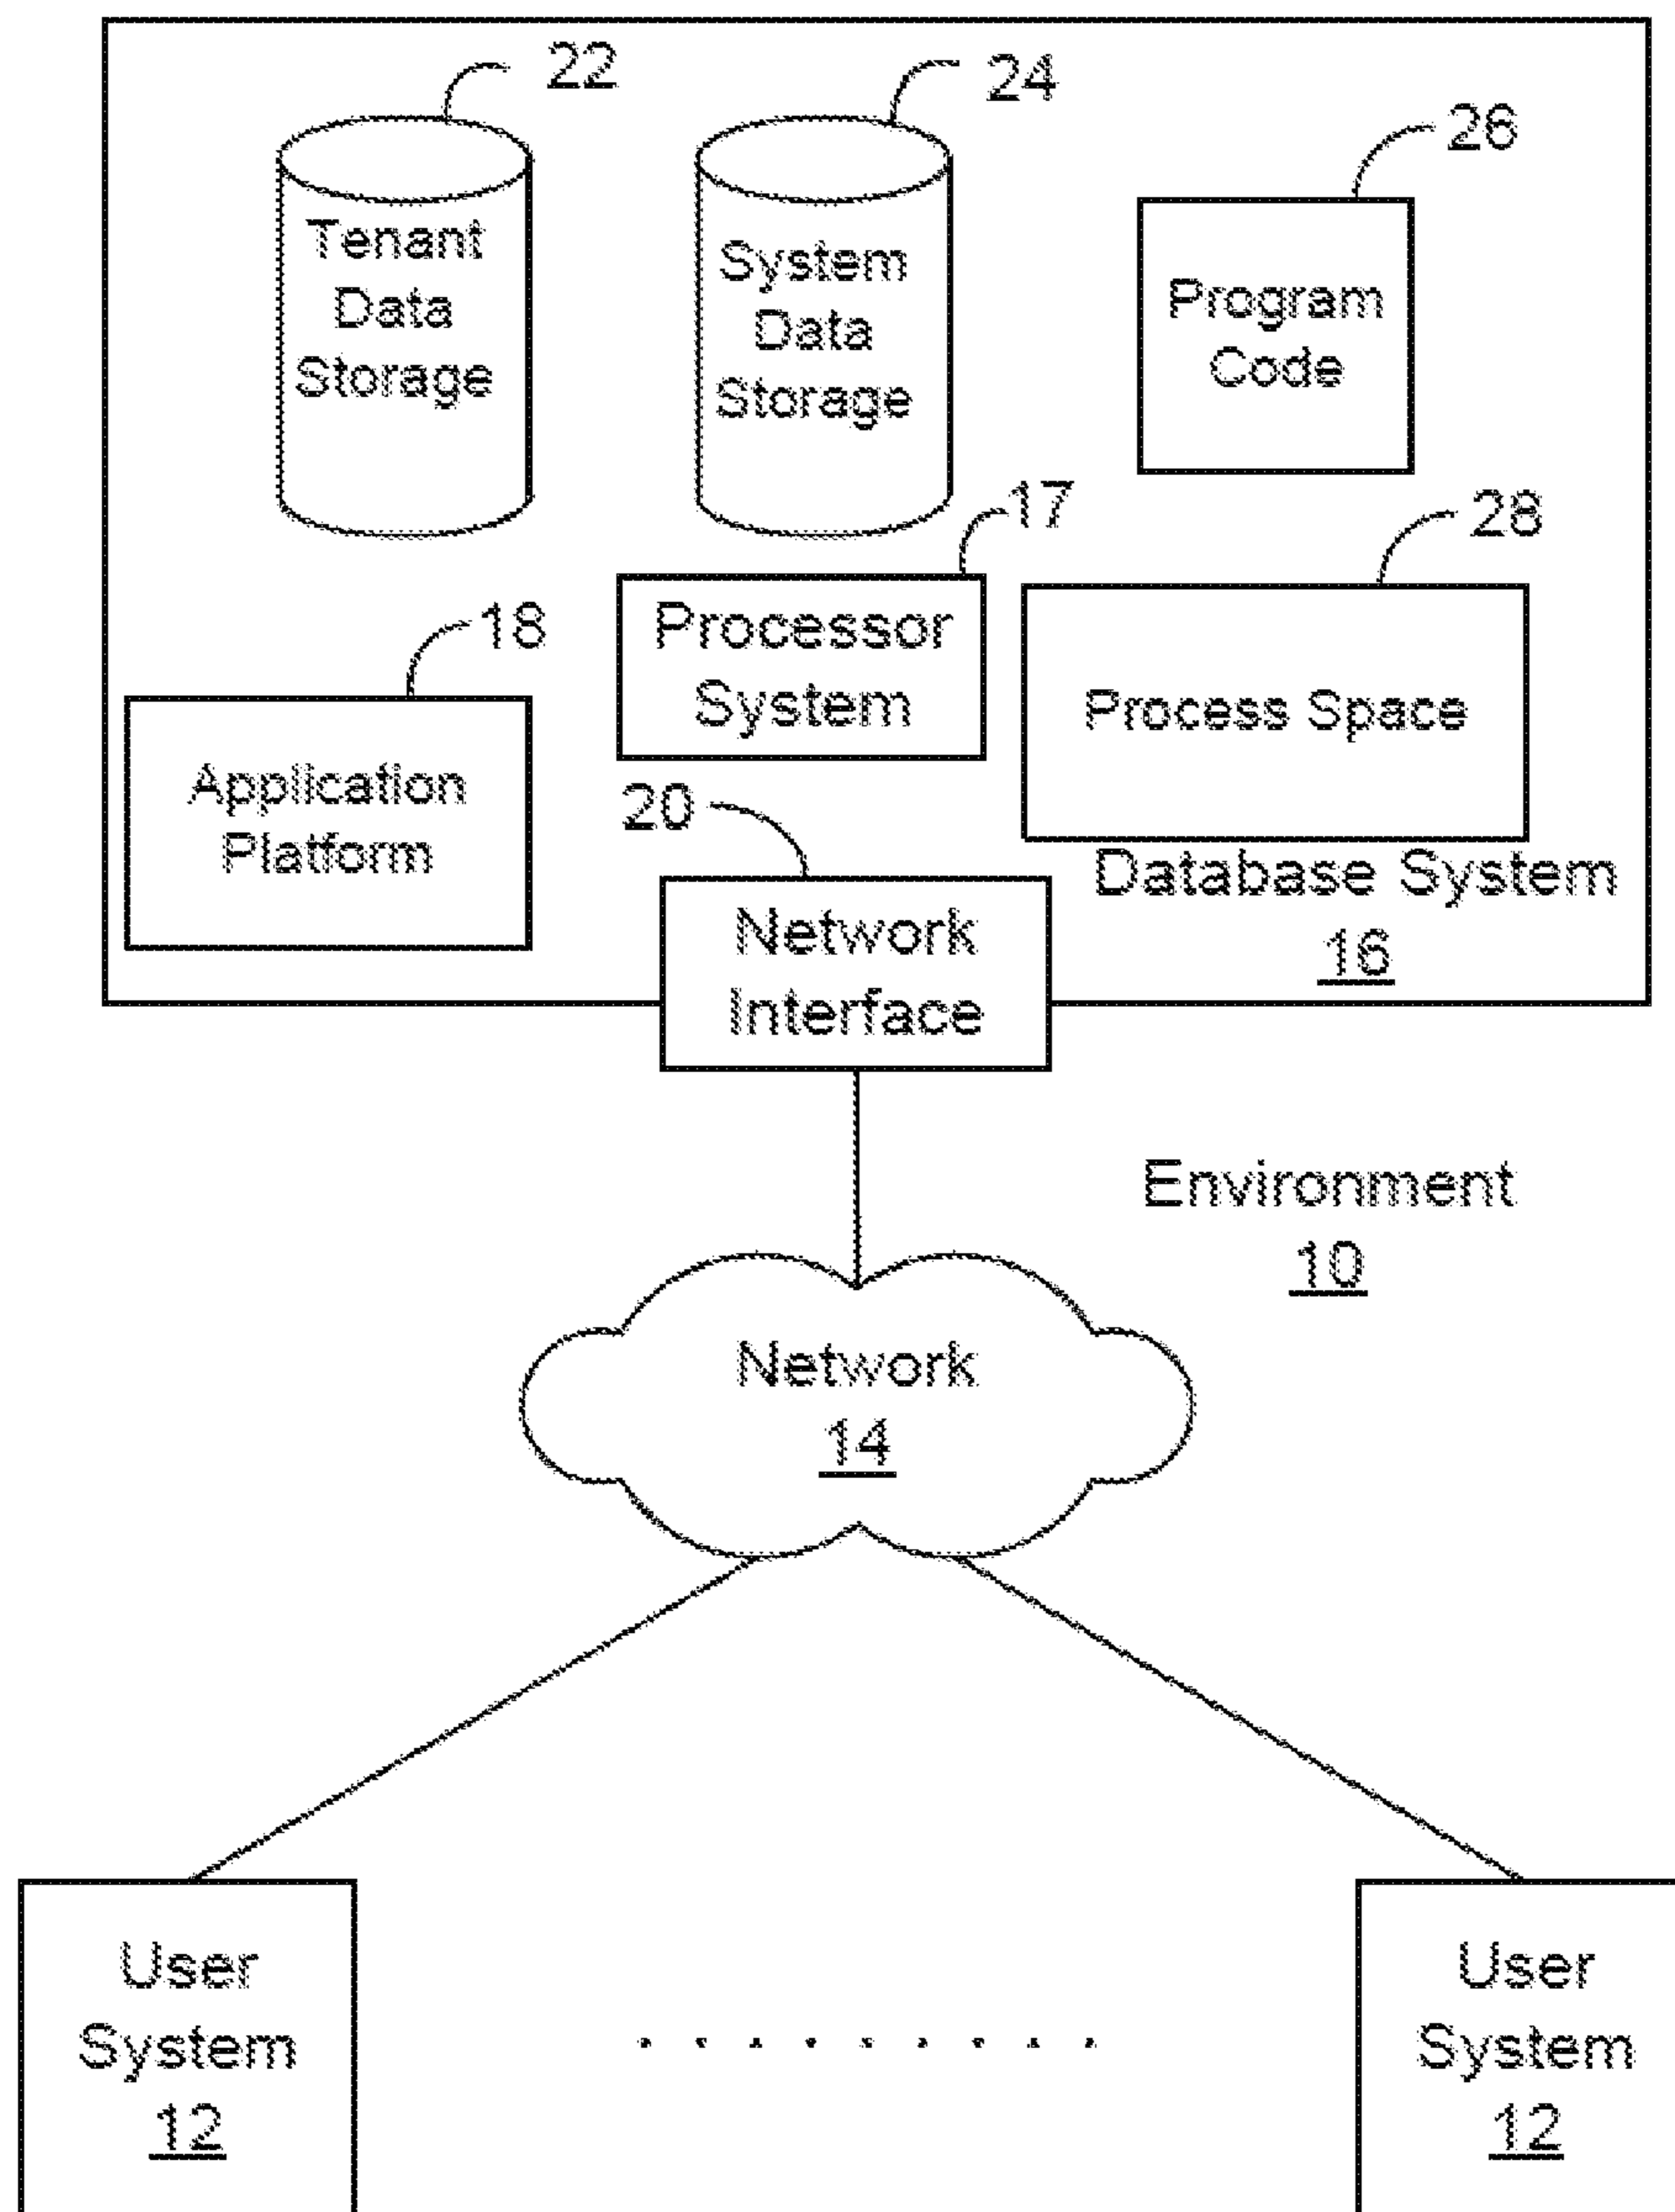 22
24
26
Tenant
Data
Storage
System
Data
Storage
Program
Code
17
28
18
Processor
System
Process Space
Application
Platform
20
Database System
16
Network
Interface
Environment
10
Network
14
User
System
12
User
System
12